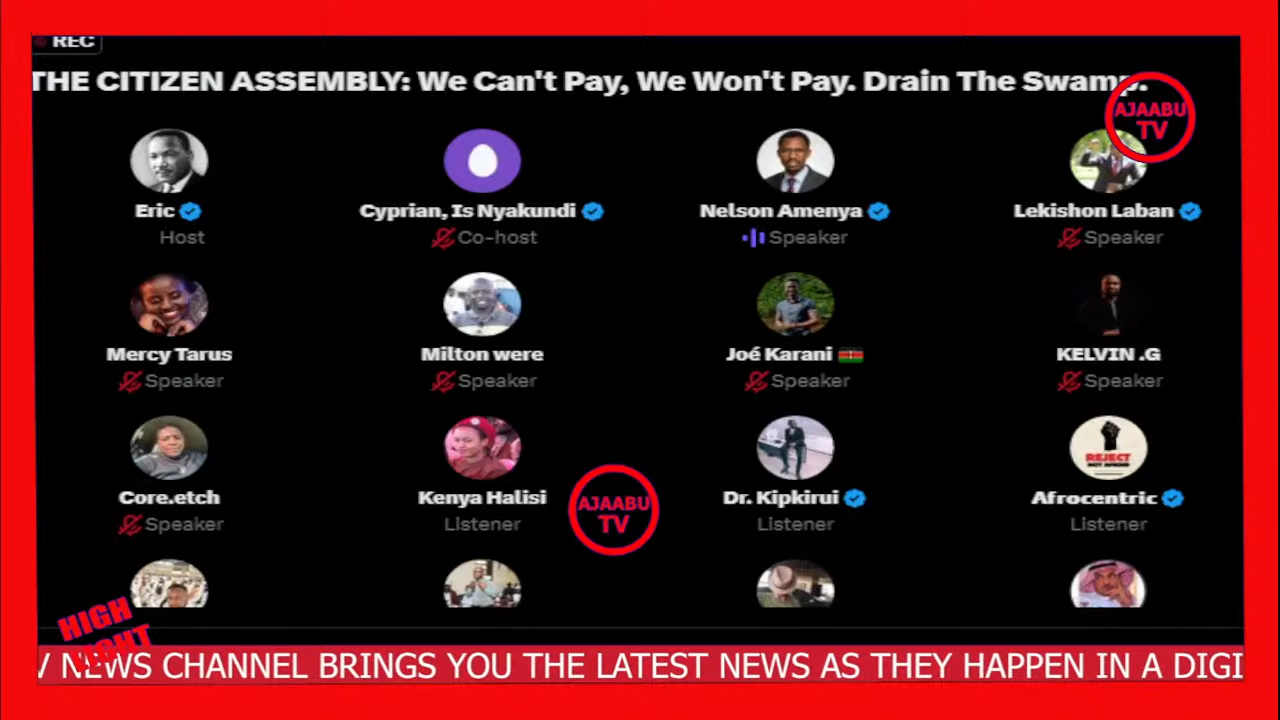 REC
THE CITIZEN ASSEMBLY: We Can't Pay, We Won't Pay. Drain The Swamp.
AJAABU
TV
Eric
Cyprian, Is Nyakundi
Nelson Amenya
Lekishon Laban
Host
Co-host
Speaker
Speaker
Mercy Tarus
Milton were
Joé Karani
KELVIN .G
Speaker
Speaker
Speaker
Speaker
REJECT
Core.etch
Kenya Halisi
AJAABU
TV
Dr. Kipkirui
Afrocentric
Speaker
Listener
Listener
Listener
HIGH
V NEWS CHANNEL BRINGS YOU THE LATEST NEWS AS THEY HAPPEN IN A DIGI